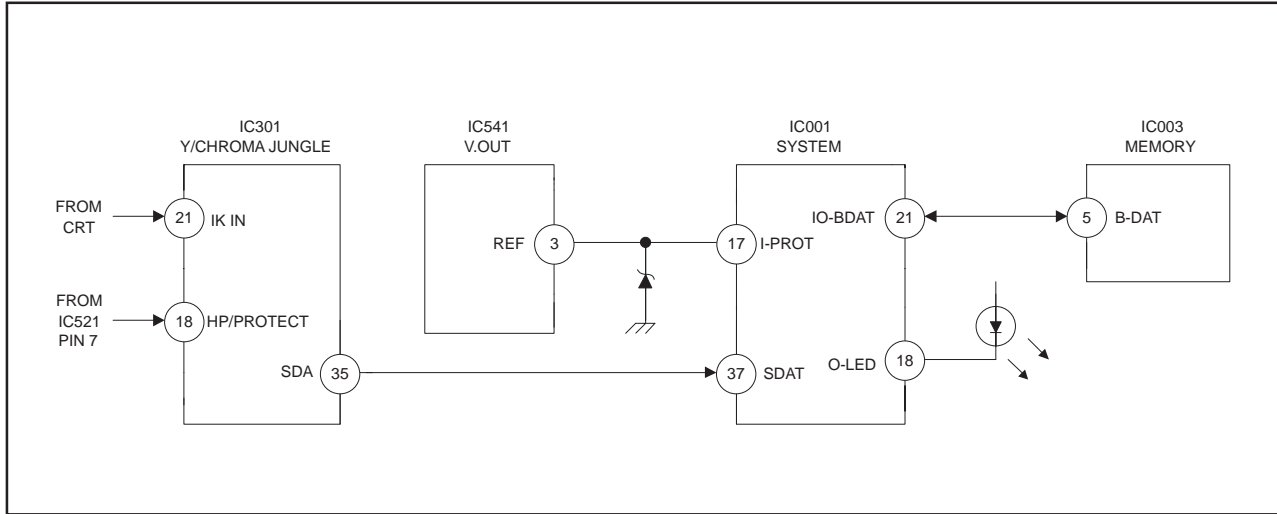 IC301
Y/CHROMA JUNGLE
IC541
V.OUT
IC001
SYSTEM
IC003
MEMORY
FROM
CRT
21
IK IN
IO-BDAT
21
5
B-DAT
REF
3
17
I-PROT
FROM
IC521
PIN 7
18
HP/PROTECT
SDA
35
37
SDAT
O-LED
18